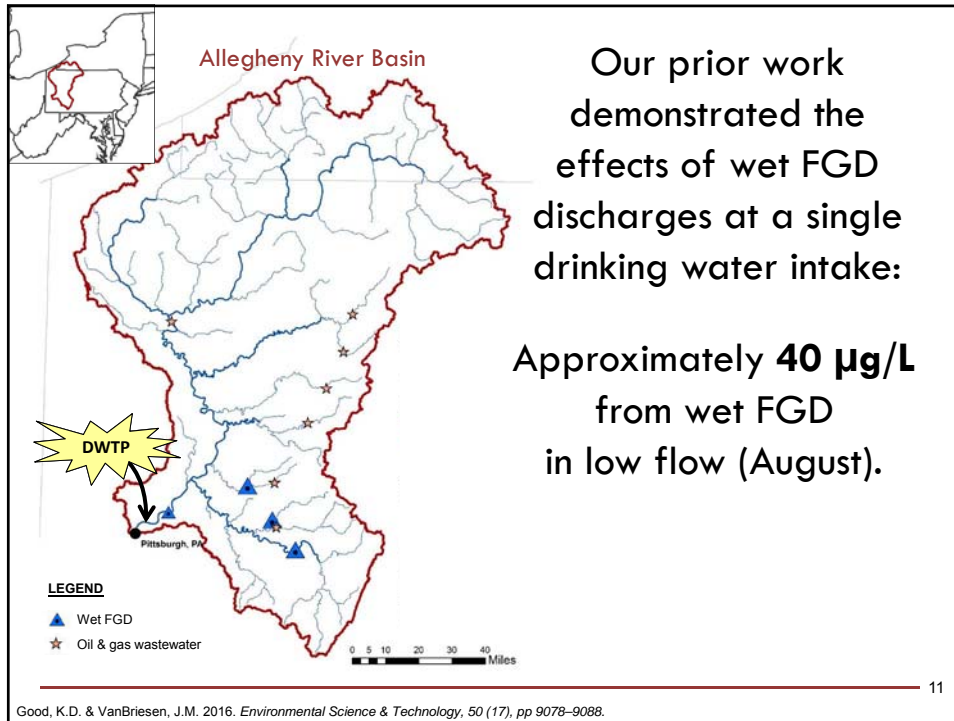 Allegheny River Basin
Our prior work
demonstrated the
effects of wet FGD
discharges at a single
drinking water intake:
Approximately 40 µg/L
from wet FGD
in low flow (August).
DWTP
Pittsburgh, PA
LEGEND
Wet FGD
Oil & gas wastewater
0 5 10 20 30 40
Miles
11
Good, K.D. & VanBriesen, J.M. 2016. Environmental Science & Technology, 50 (17), pp 9078–9088.